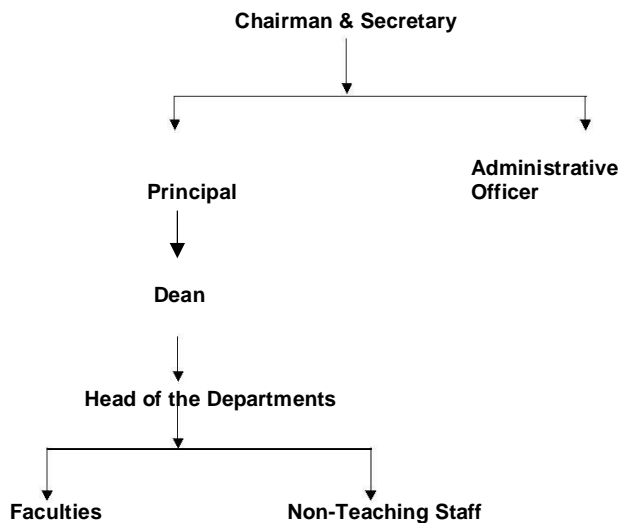 Chairman & Secretary
Administrative
Officer
Principal
Dean
Head of the Departments
Faculties
Non-Teaching Staff